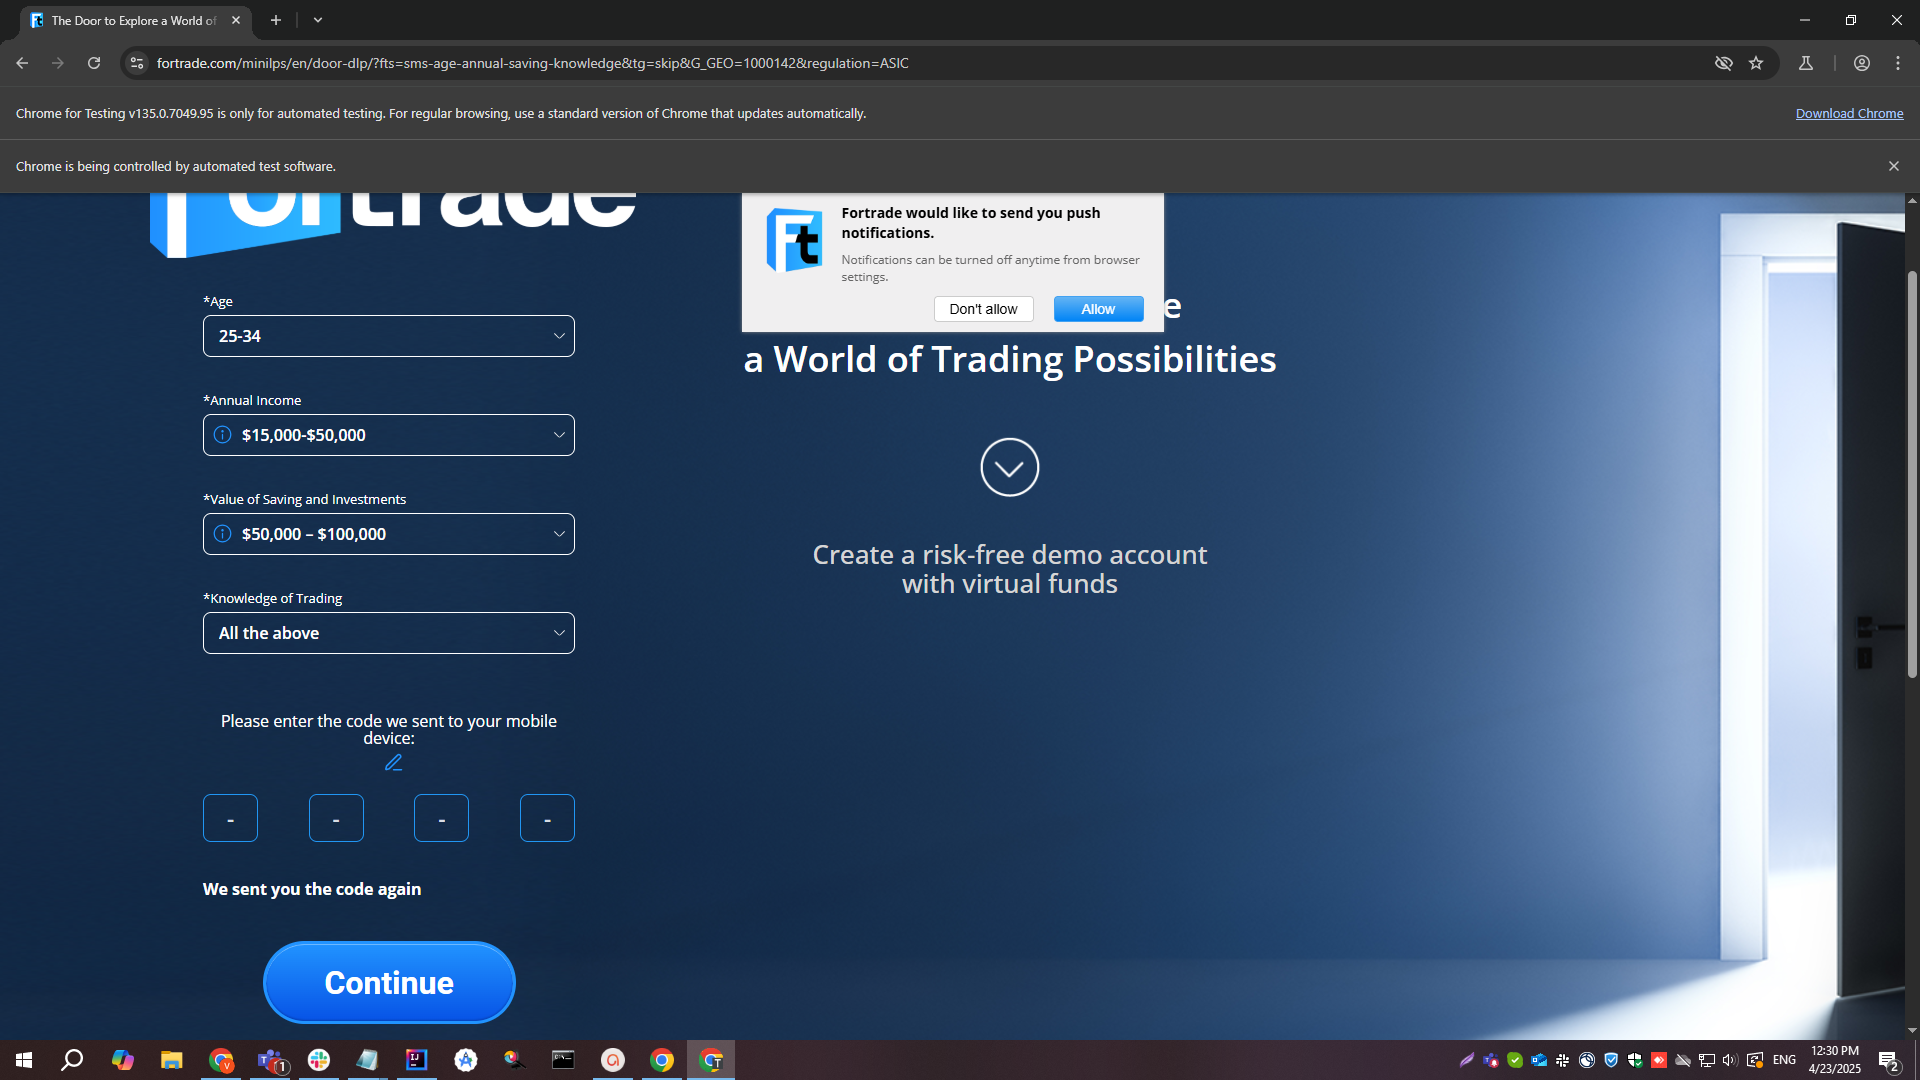 The Door to Explore a World of
fortrade.com/minilps/en/door-dlp/?fts=sms-age-annual-saving-knowledge&tg=skip&G_GEO=1000142&regulation=ASIC
Chrome for Testing v135.0.7049.95 is only for automated testing. For regular browsing, use a standard version of Chrome that updates automatically.
Download Chrome
Chrome is being controlled by automated test software.
Fortrade
Ft
Fortrade would like to send you push
notifications.
Notifications can be turned off anytime from browser
settings.
Don't allow
Allow
e
a World of Trading Possibilities
Create a risk-free demo account
with virtual funds
*Age
25-34
*Annual Income
$15,000-$50,000
*Value of Saving and Investments
$50,000 – $100,000
*Knowledge of Trading
All the above
Please enter the code we sent to your mobile
device:
- - - -
We sent you the code again
Continue
ENG
12:30 PM
4/23/2025
2